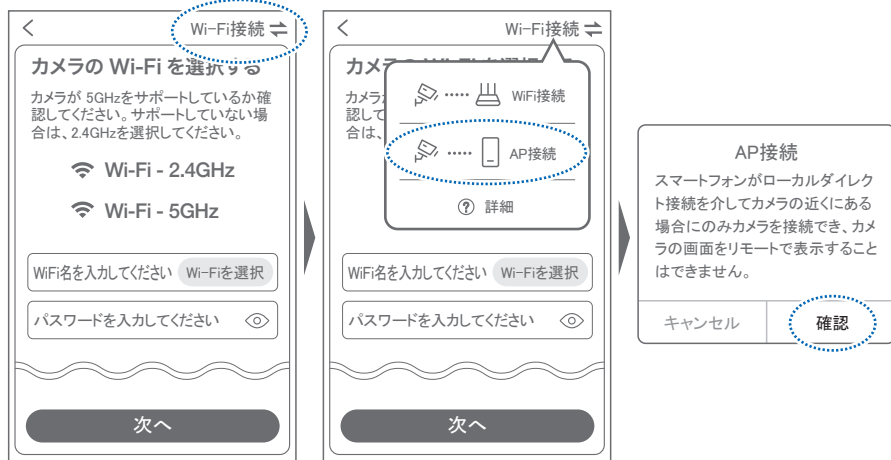 Wi-Fi接続
カメラの Wi-Fi を選択する
カメラが 5GHzをサポートしているか確
認してください。サポートしていない場
合は、2.4GHzを選択してください。
Wi-Fi - 2.4GHz
Wi-Fi - 5GHz
WiFi名を入力してください Wi-Fiを選択
パスワードを入力してください
次へ
Wi-Fi接続
カメラ
カメラ
認して
合は、
WiFi接続
AP接続
? 詳細
WiFi名を入力してください Wi-Fiを選択
パスワードを入力してください
次へ
AP接続
スマートフォンがローカルダイレク
ト接続を介してカメラの近くにある
場合にのみカメラを接続でき、カメ
ラの画面をリモートで表示すること
はできません。
キャンセル 確認